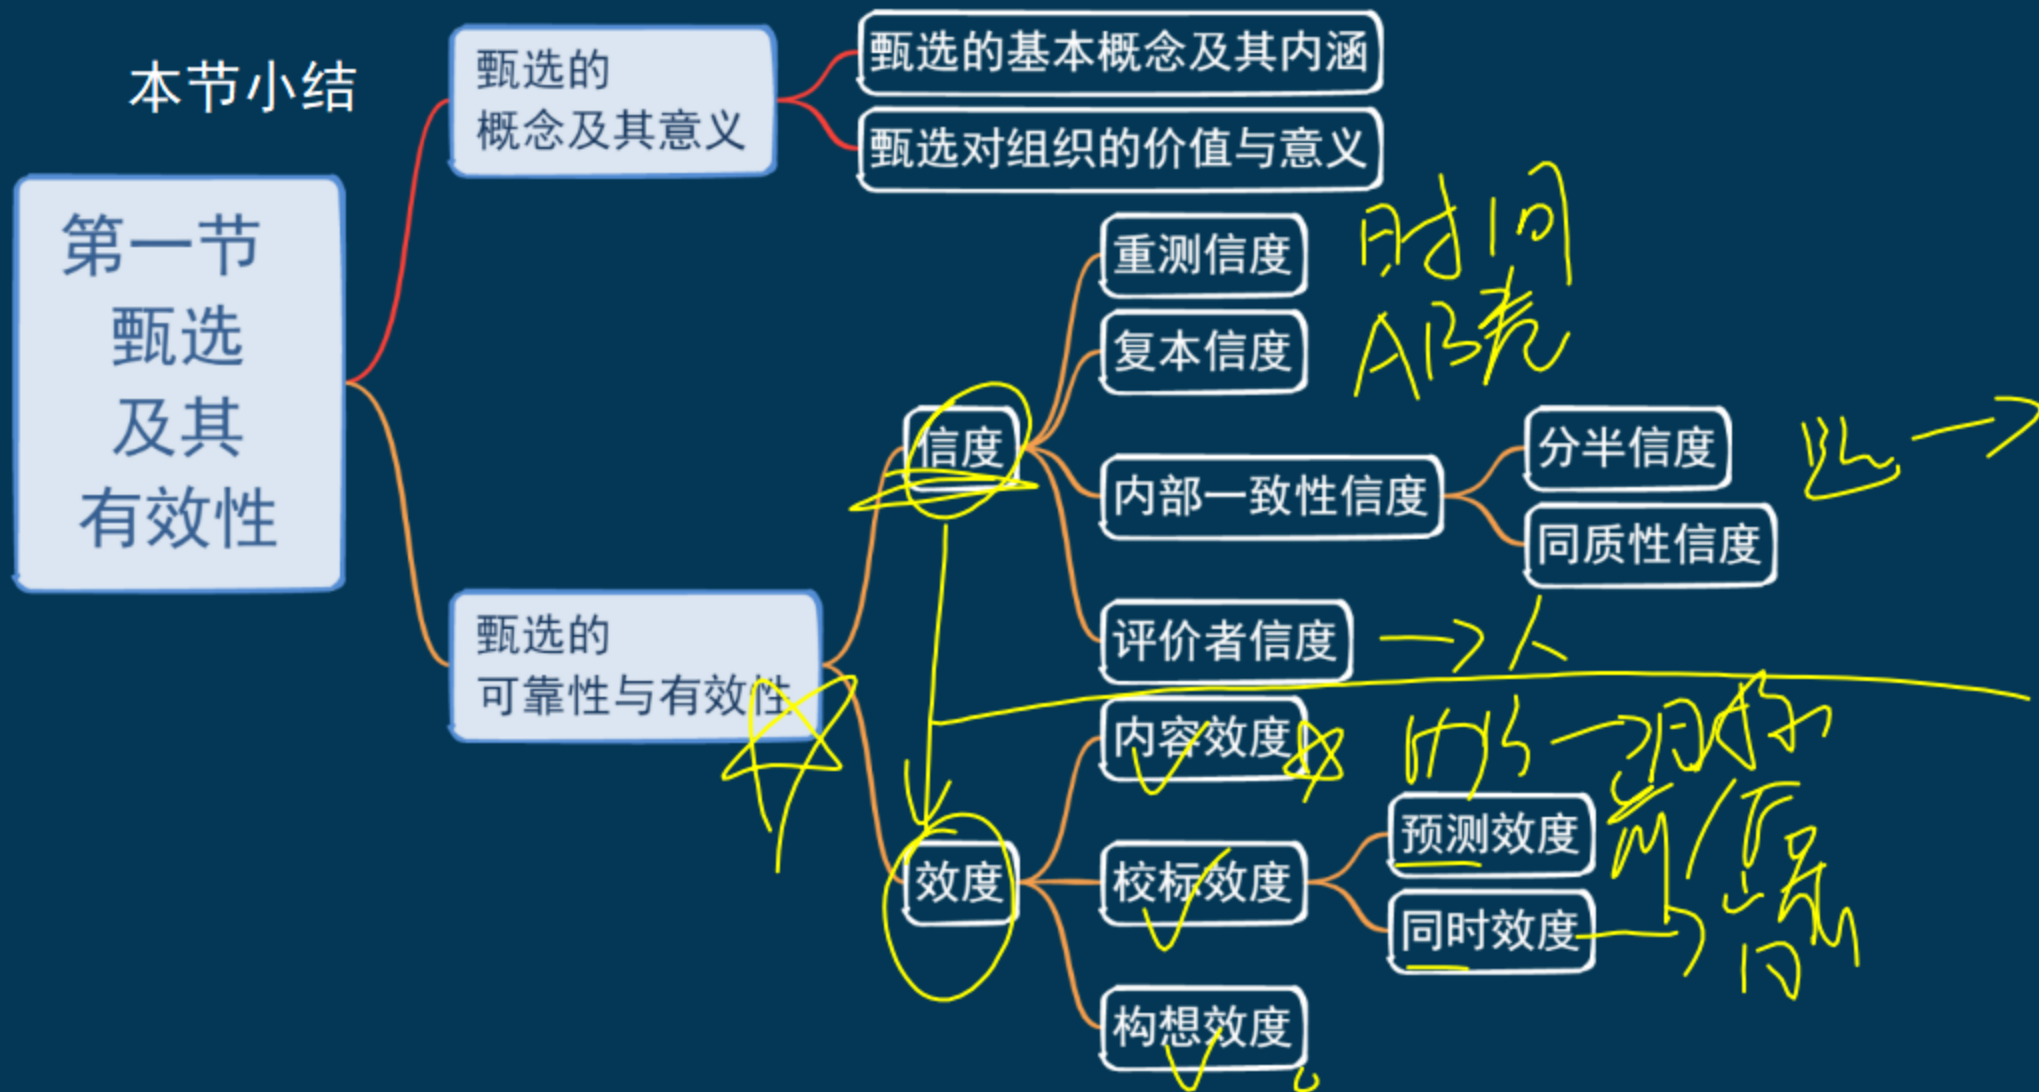 本节小结
第一节
甄选
及其
有效性
甄选的
概念及其意义
甄选的基本概念及其内涵
甄选对组织的价值与意义
甄选的
可靠性与有效性
信度
重测信度
时间
复本信度
AB卷
内部一致性信度
分半信度
题
同质性信度
评价者信度
人
效度
内容效度
校标效度
预测效度
同时效度
构想效度